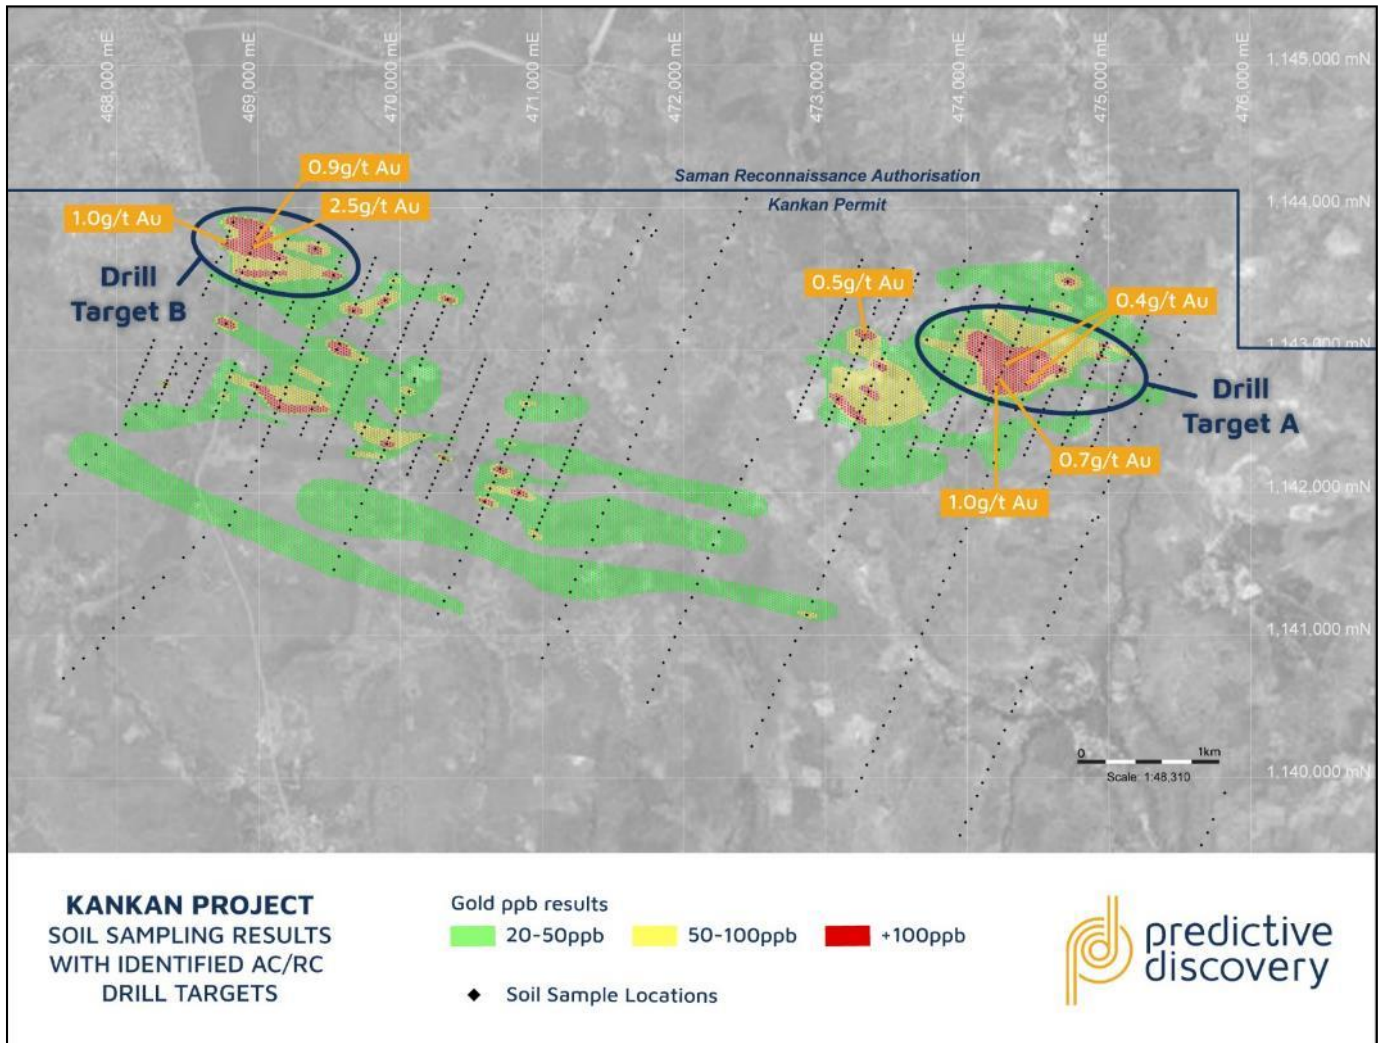 468,000 mE
469,000 mE
470,000 mE
471,000 mE
472,000 mE
473,000 mE
474,000 mE
475,000 mE
476,000 mE
1,145,000 mN
0.9g/t Au
Saman Reconnaissance Authorisation
Kankan Permit
1,144,000 mN
1.0g/t Au
2.5g/t Au
Drill
Target B
0.5g/t Au
0.4g/t Au
1,143,000 mN
Drill
Target A
0.7g/t Au
1.0g/t Au
1,142,000 mN
1,141,000 mN
0 1km
Scale: 1:48,310
1,140,000 mN
KANKAN PROJECT
SOIL SAMPLING RESULTS
WITH IDENTIFIED AC/RC
DRILL TARGETS
Gold ppb results
20-50ppb 50-100ppb +100ppb
Soil Sample Locations
predictive
discovery